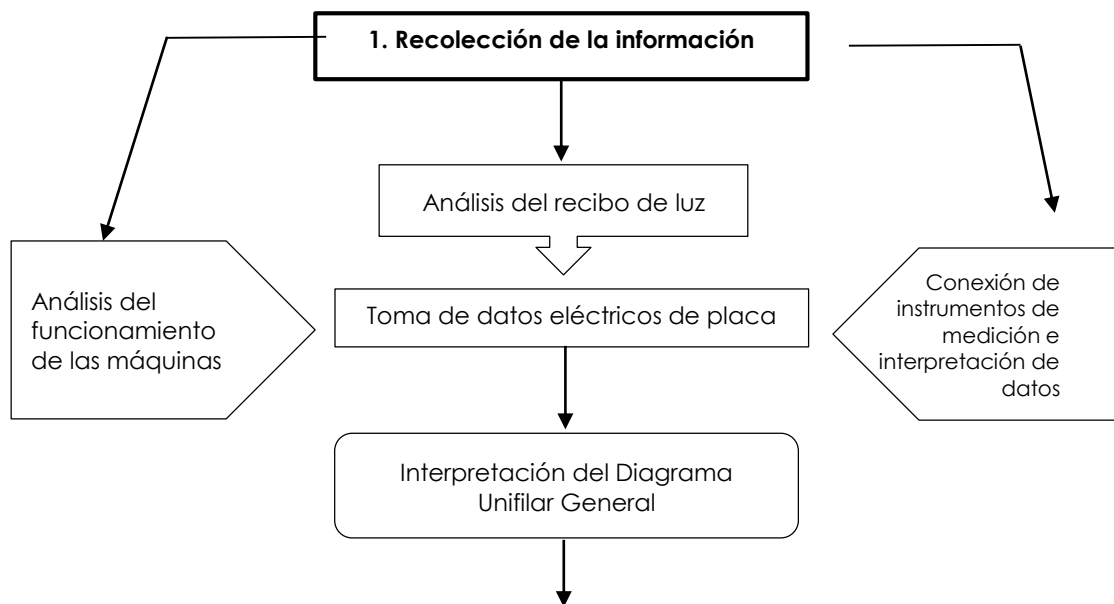 1. Recolección de la información
Análisis del recibo de luz
Análisis del
funcionamiento
de las máquinas
Toma de datos eléctricos de placa
Conexión de
instrumentos de
medición e
interpretación de
datos
Interpretación del Diagrama
Unifilar General